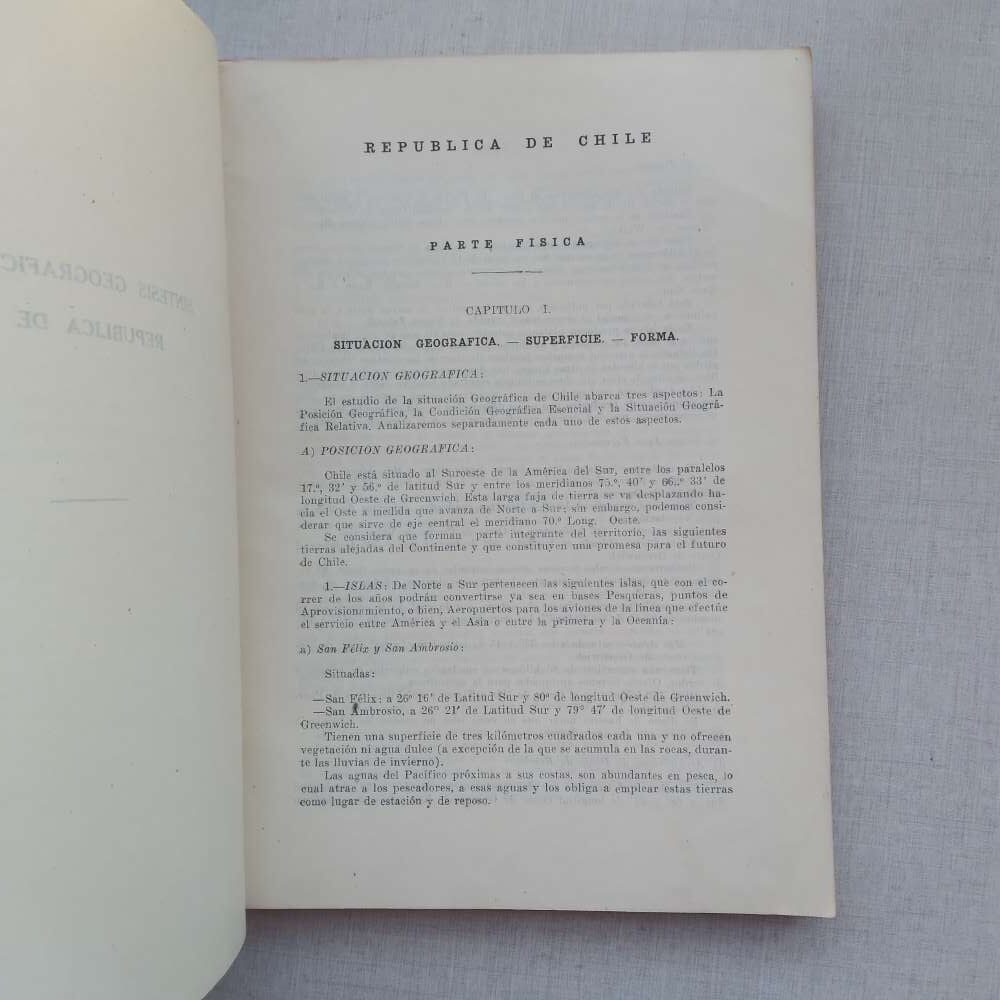 SINTESIS GEOGRAFIC
REPUBLICA DE
REPUBLICA DE CHILE
PARTE FISICA
CAPITULO I.
SITUACION GEOGRAFICA. — SUPERFICIE. — FORMA.
1.—SITUACION GEOGRAFICA:
El estudio de la situación Geográfica de Chile abarca tres aspectos: La
Posición Geográfica, la Condición Geográfica Esencial y la Situación Geográ-
fica Relativa. Analizaremos separadamente cada uno de estos aspectos.
A) POSICION GEOGRAFICA:
Chile está situado al Suroeste de la América del Sur, entre los paralelos
17.º, 32' y 56.º de latitud Sur y entre los meridianos 75.º, 40' y 66.º 33' de
longitud Oeste de Greenwich. Esta larga faja de tierra se va desplazando ha-
cia el Oste a medida que avanza de Norte a Sur; sin embargo, podemos consi-
derar que sirve de eje central el meridiano 70.º Long. Oeste.
Se considera que forman parte integrante del territorio, las siguientes
tierras alejadas del Continente y que constituyen una promesa para el futuro
de Chile.
1.—ISLAS: De Norte a Sur pertenecen las siguientes islas, que con el co-
rrer de los años podrán convertirse ya sea en bases Pesqueras, puntos de
Aprovisionamiento, o bien, Aeropuertos para los aviones de la línea que efectúe
el servicio entre América y el Asia o entre la primera y la Oceanía:
a) San Félix y San Ambrosio:
Situadas:
—San Félix: a 26º 16' de Latitud Sur y 80º de longitud Oeste de Greenwich.
—San Ambrosio, a 26º 21' de Latitud Sur y 79º 47' de longitud Oeste de
Greenwich.
Tienen una superficie de tres kilómetros cuadrados cada una y no ofrecen
vegetación ni agua dulce (a excepción de la que se acumula en las rocas, duran-
te las lluvias de invierno).
Las aguas del Pacífico próximas a sus costas, son abundantes en pesca, lo
cual atrae a los pescadores, a esas aguas y los obliga a emplear estas tierras
como lugar de estación y de reposo.